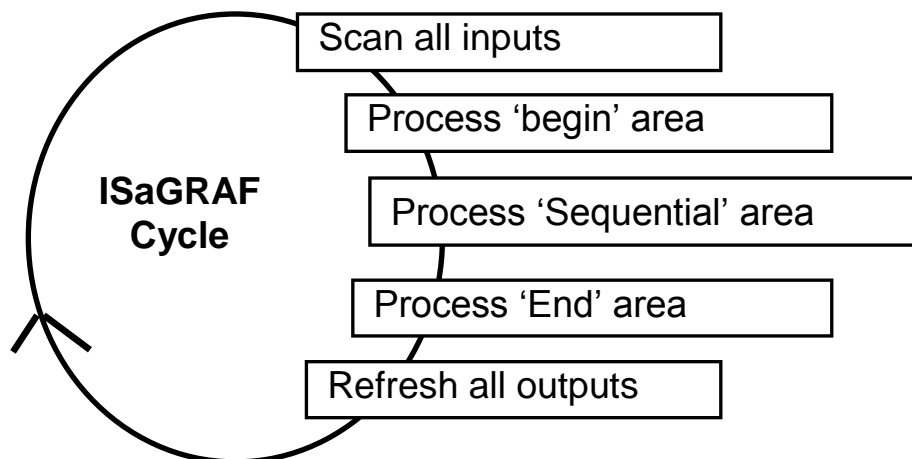 Scan all inputs
Process ‘begin’ area
ISaGRAF
Cycle
Process ‘Sequential’ area
Process ‘End’ area
Refresh all outputs